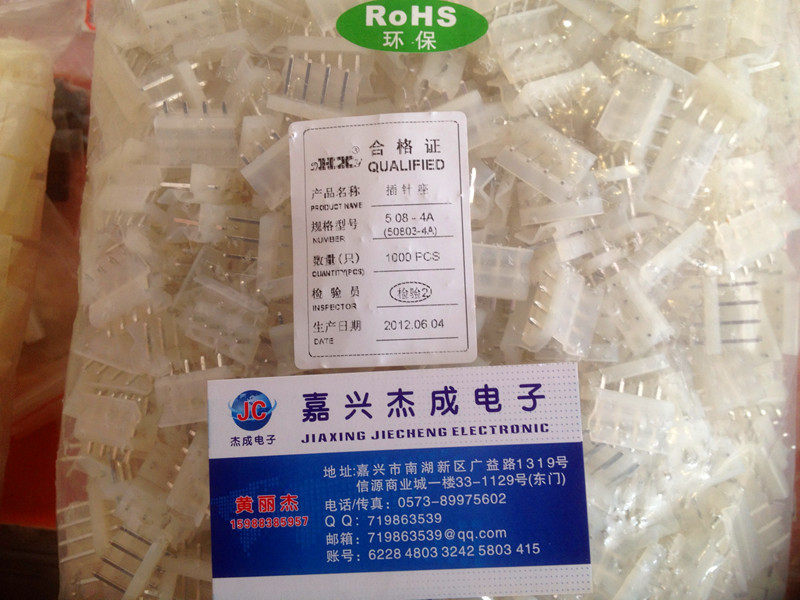 RoHS
环保
合格证
QUALIFIED
产品名称 插针座
PRODUCT NAME
规格型号 5.08-4A
NUMBER (50803-4A)
数量(只) 1000 PCS
QUANTITY(PCS)
检验员 检验2
INSPECTOR
生产日期 2012.06.04
DATE
JC
杰成电子
嘉兴杰成电子
JIAXING JIECHENG ELECTRONIC
黄丽杰
15988385957
地址:嘉兴市南湖新区广益路1319号
信源商业城一楼33-1129号(东门)
电话/传真: 0573-89975602
QQ: 719863539
邮箱: 719863539@qq.com
账号: 6228 4803 3242 5803 415